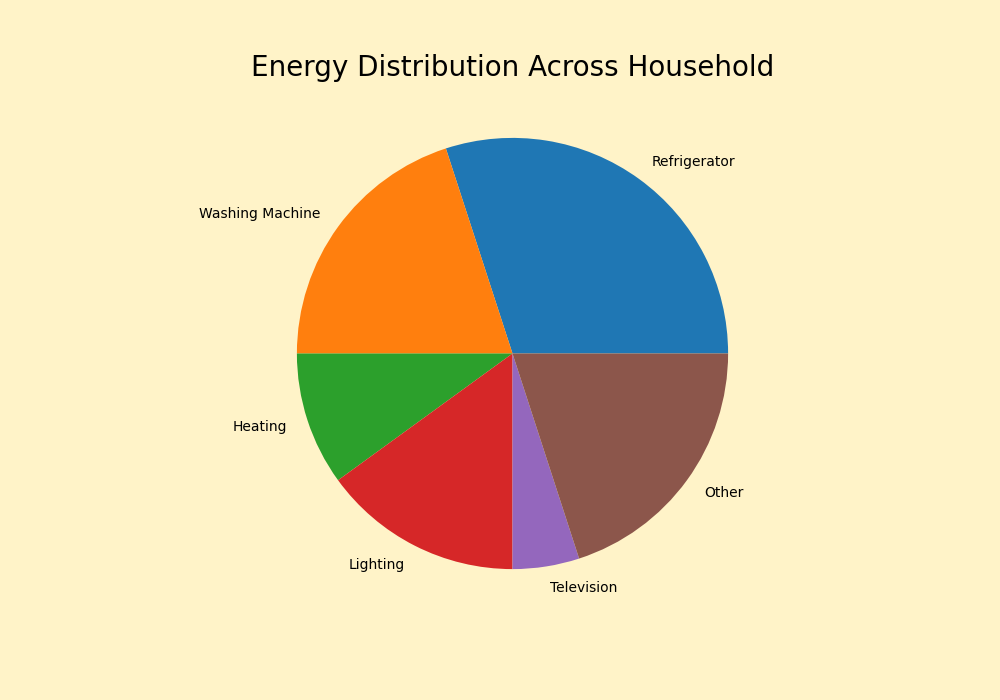 Energy Distribution Across Household
Refrigerator
Washing Machine
Heating
Lighting
Television
Other